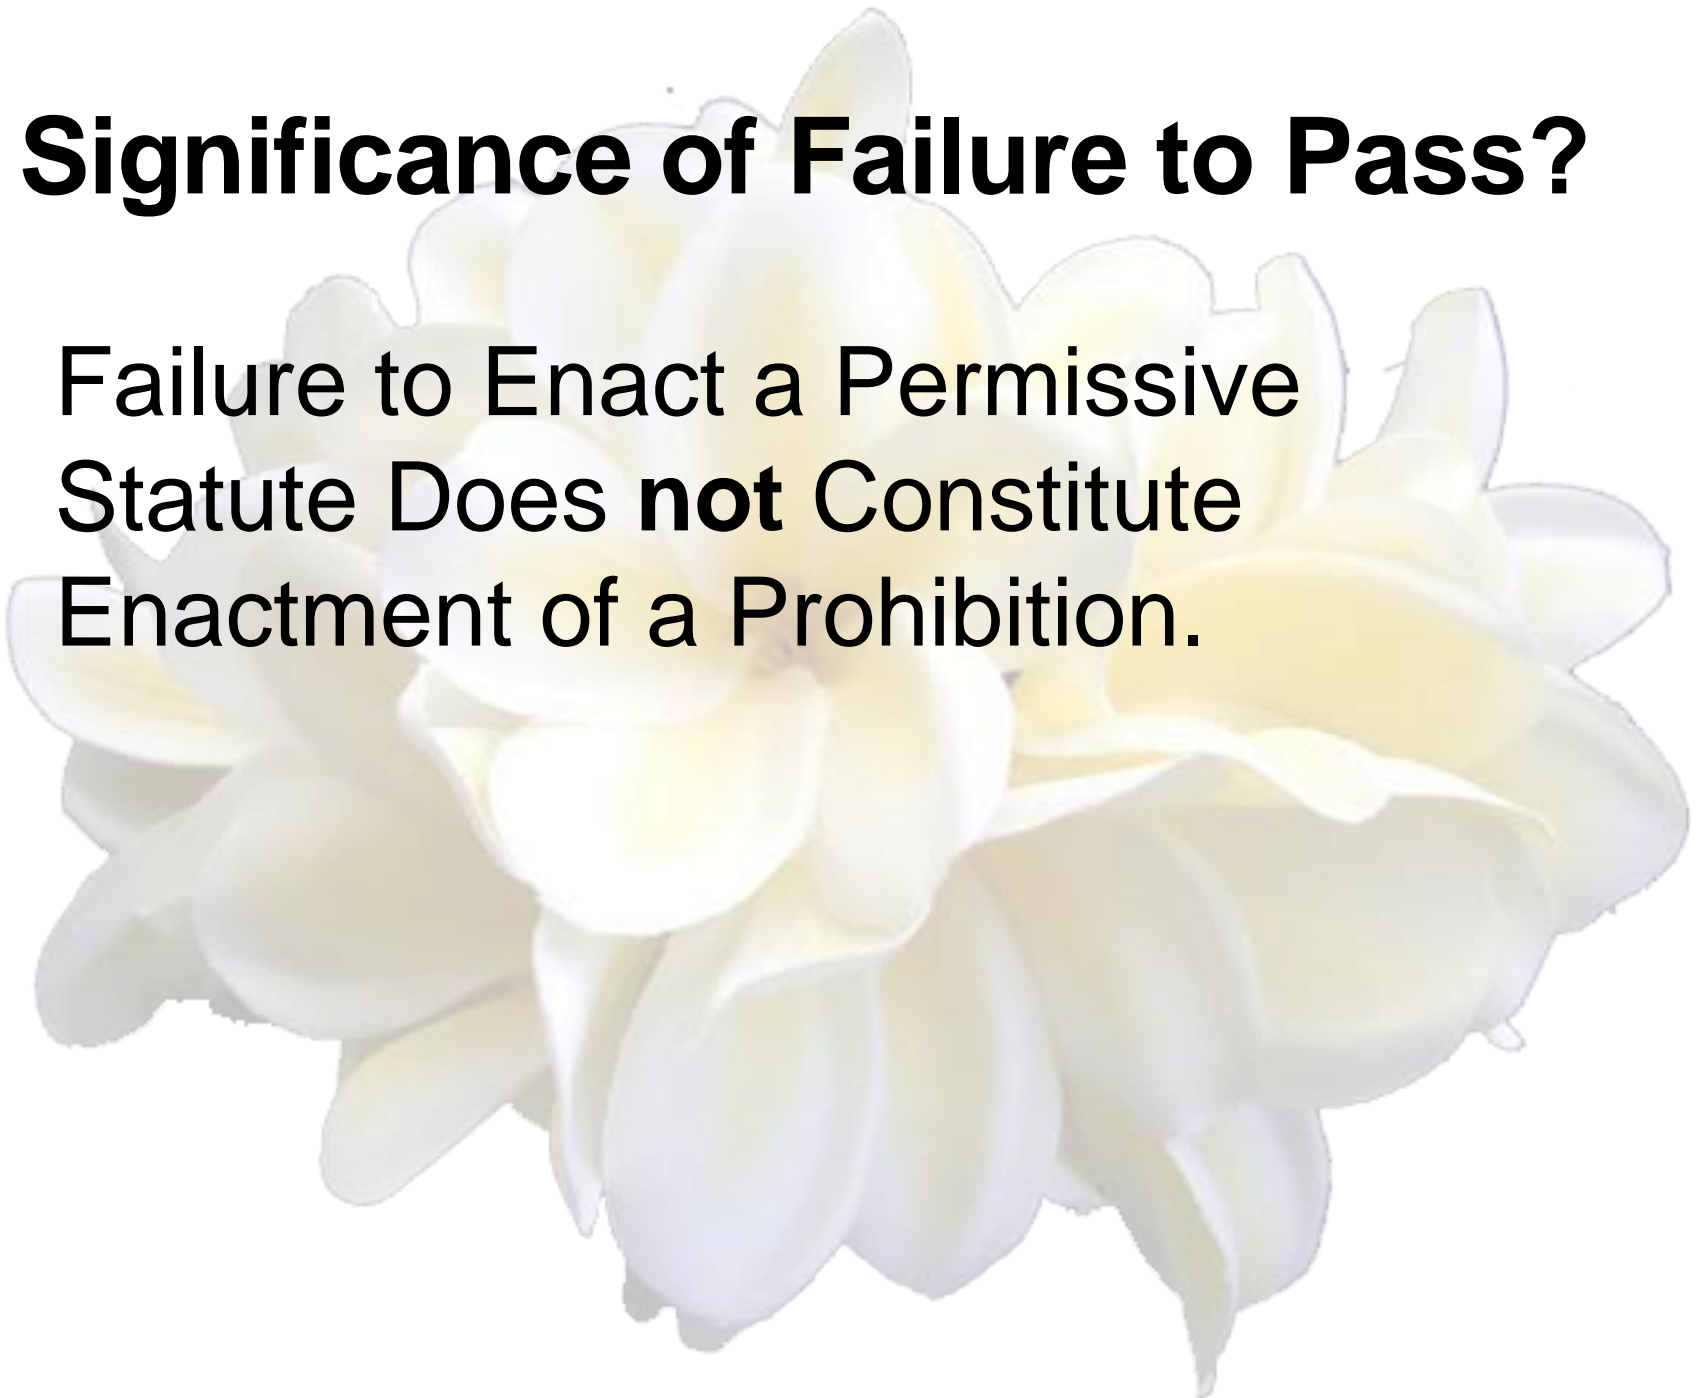 Significance of Failure to Pass?
Failure to Enact a Permissive
Statute Does not Constitute
Enactment of a Prohibition.